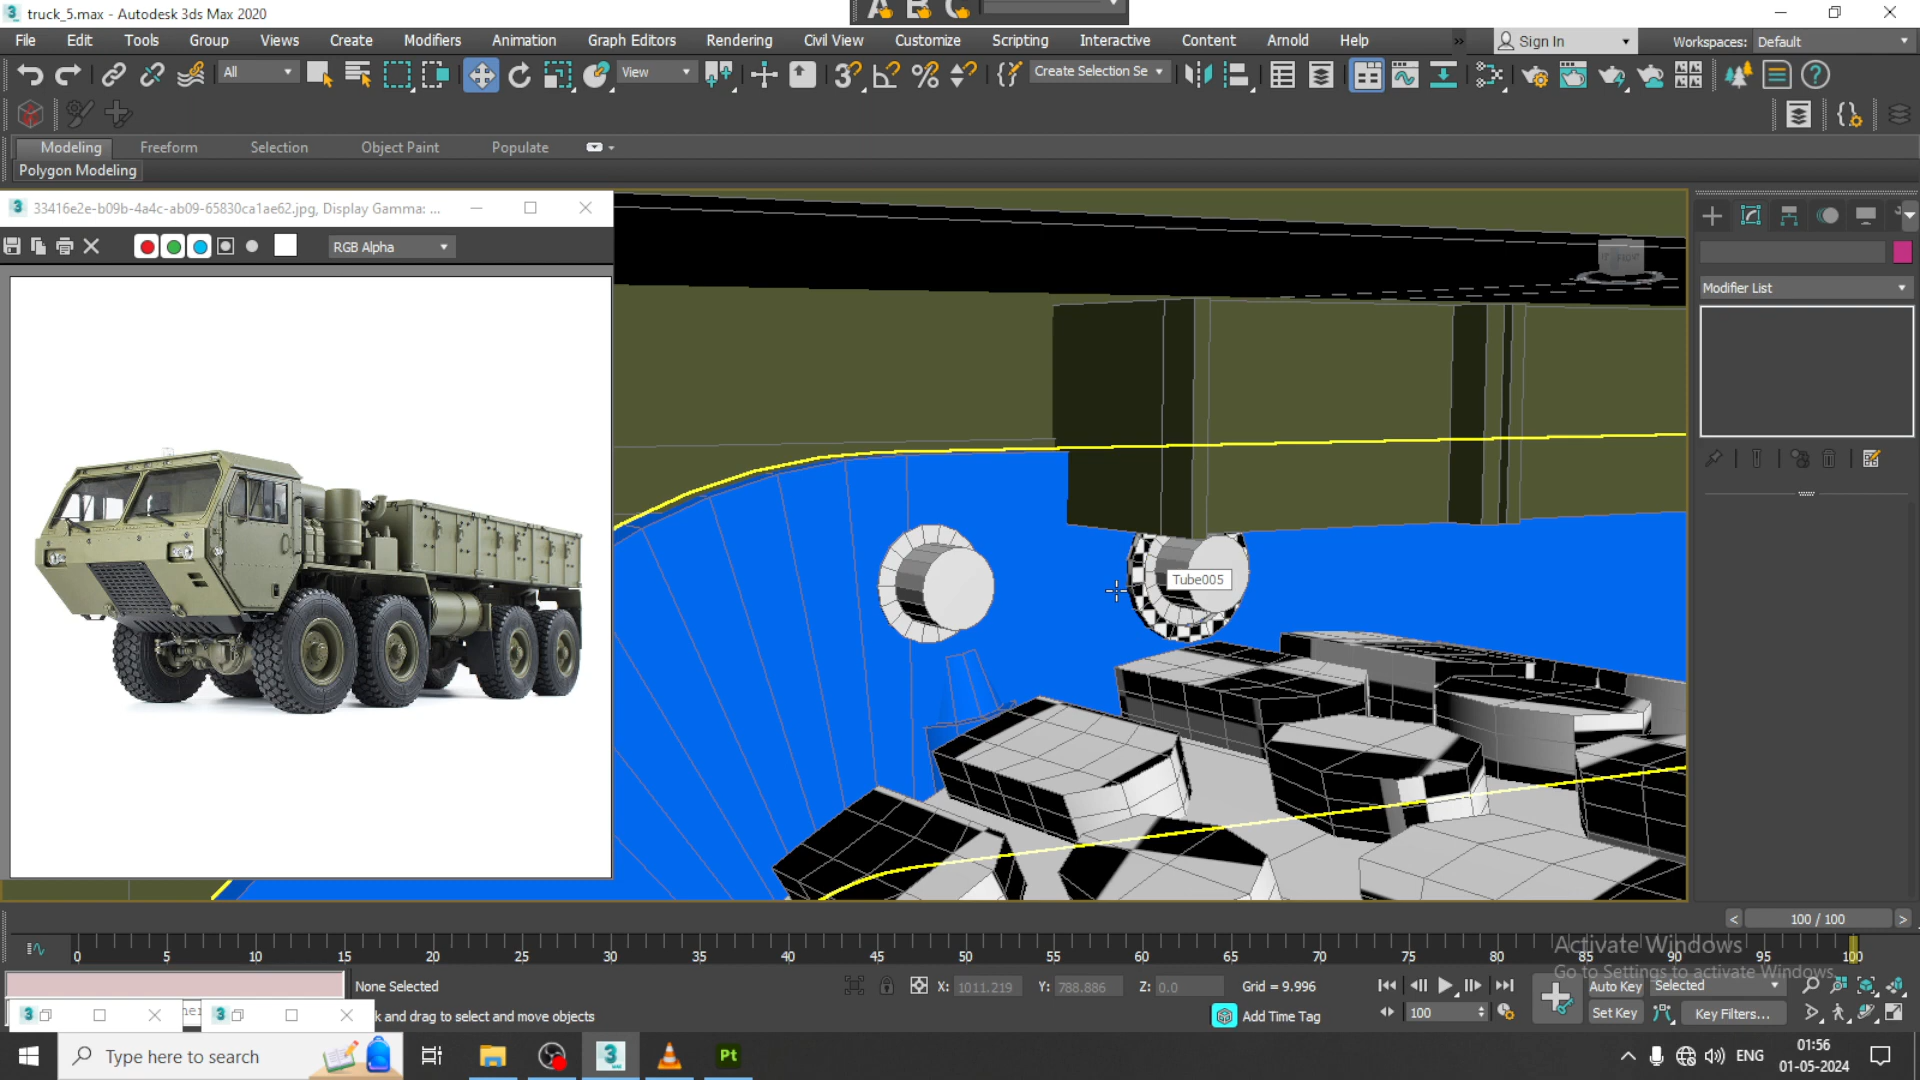 truck_5.max - Autodesk 3ds Max 2020
File Edit Tools Group Views Create Modifiers Animation Graph Editors Rendering Civil View Customize Scripting Interactive Content Arnold Help
Sign In
Workspaces: Default
All
View
Create Selection Se
Modeling Freeform Selection Object Paint Populate
Polygon Modeling
33416e2e-b09b-4a4c-ab09-65830ca1ae62.jpg, Display Gamma: ...
RGB Alpha
Modifier List
FRONT
Tube005
100 / 100
0 5 10 15 20 25 30 35 40 45 50 55 60 65 70 75 80 85 90 95 100
Activate Windows
Go to Settings to activate Windows.
None Selected
X: 1011.219 Y: 788.886 Z: 0.0 Grid = 9.996
Auto Key Selected
k and drag to select and move objects
Add Time Tag
100
Set Key Key Filters...
Type here to search
Pt
ENG
01:56
01-05-2024